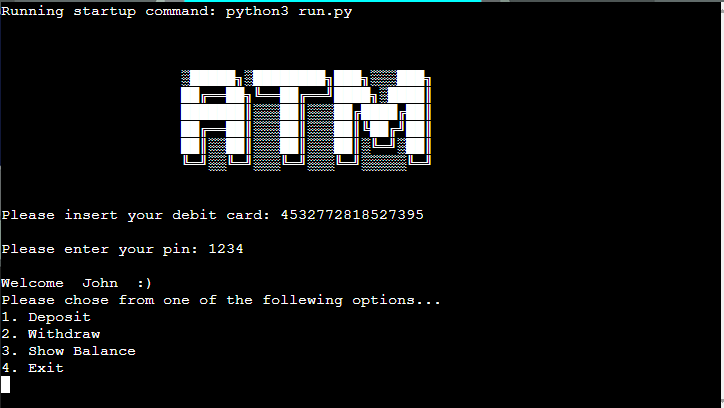 Running startup command: python3 run.py
ATM
Please insert your debit card: 4532772818527395
Please enter your pin: 1234
Welcome  John  :)
Please chose from one of the follewing options...
1. Deposit
2. Withdraw
3. Show Balance
4. Exit